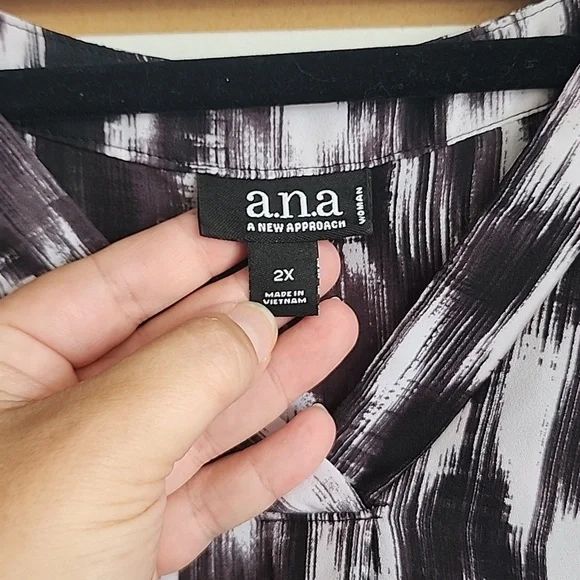 a.n.a
A NEW APPROACH
WOMAN
2X
MADE IN
VIETNAM